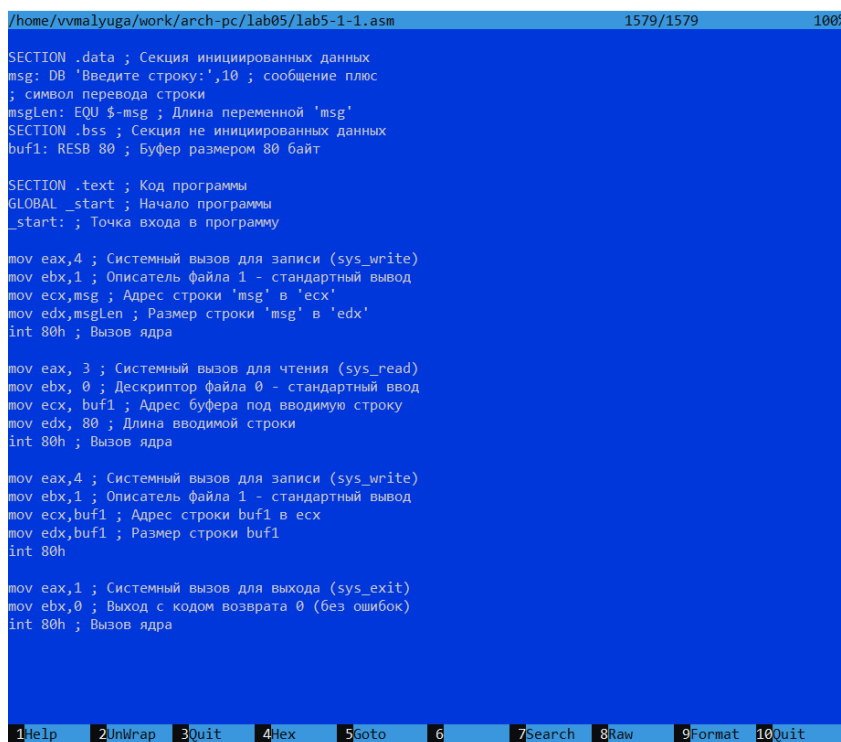 /home/vvmalyuga/work/arch-pc/lab05/lab5-1-1.asm 1579/1579 100%
SECTION .data ; Секция инициированных данных
msg: DB 'Введите строку:',10 ; сообщение плюс
; символ перевода строки
msgLen: EQU $-msg ; Длина переменной 'msg'
SECTION .bss ; Секция не инициированных данных
buf1: RESB 80 ; Буфер размером 80 байт
SECTION .text ; Код программы
GLOBAL _start ; Начало программы
_start: ; Точка входа в программу
mov eax,4 ; Системный вызов для записи (sys_write)
mov ebx,1 ; Описатель файла 1 - стандартный вывод
mov ecx,msg ; Адрес строки 'msg' в 'ecx'
mov edx,msgLen ; Размер строки 'msg' в 'edx'
int 80h ; Вызов ядра
mov eax, 3 ; Системный вызов для чтения (sys_read)
mov ebx, 0 ; Дескриптор файла 0 - стандартный ввод
mov ecx, buf1 ; Адрес буфера под вводимую строку
mov edx, 80 ; Длина вводимой строки
int 80h ; Вызов ядра
mov eax,4 ; Системный вызов для записи (sys_write)
mov ebx,1 ; Описатель файла 1 - стандартный вывод
mov ecx,buf1 ; Адрес строки buf1 в ecx
mov edx,buf1 ; Размер строки buf1
int 80h
mov eax,1 ; Системный вызов для выхода (sys_exit)
mov ebx,0 ; Выход с кодом возврата 0 (без ошибок)
int 80h ; Вызов ядра
1Help 2UnWrap 3Quit 4Hex 5Goto 6 7Search 8Raw 9Format 10Quit